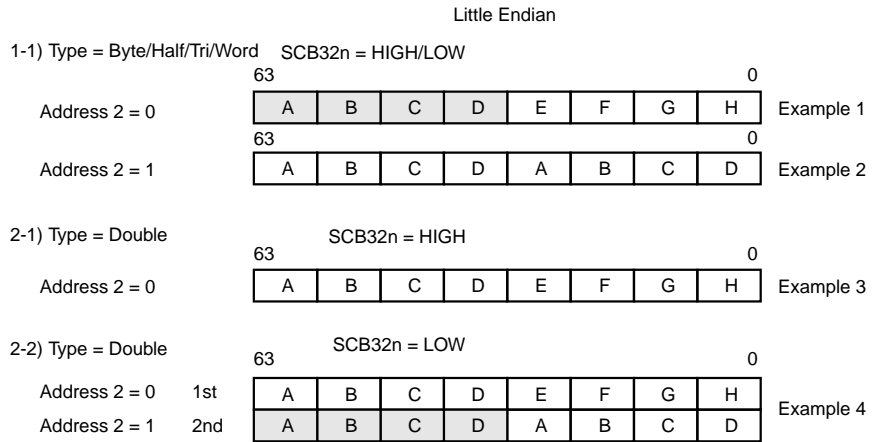 Little Endian
1-1) Type = Byte/Half/Tri/Word SCB32n = HIGH/LOW
63 0
Address 2 = 0 A B C D E F G H Example 1
63 0
Address 2 = 1 A B C D A B C D Example 2
2-1) Type = Double SCB32n = HIGH
63 0
Address 2 = 0 A B C D E F G H Example 3
2-2) Type = Double SCB32n = LOW
63 0
Address 2 = 0 1st A B C D E F G H
Example 4
Address 2 = 1 2nd A B C D A B C D